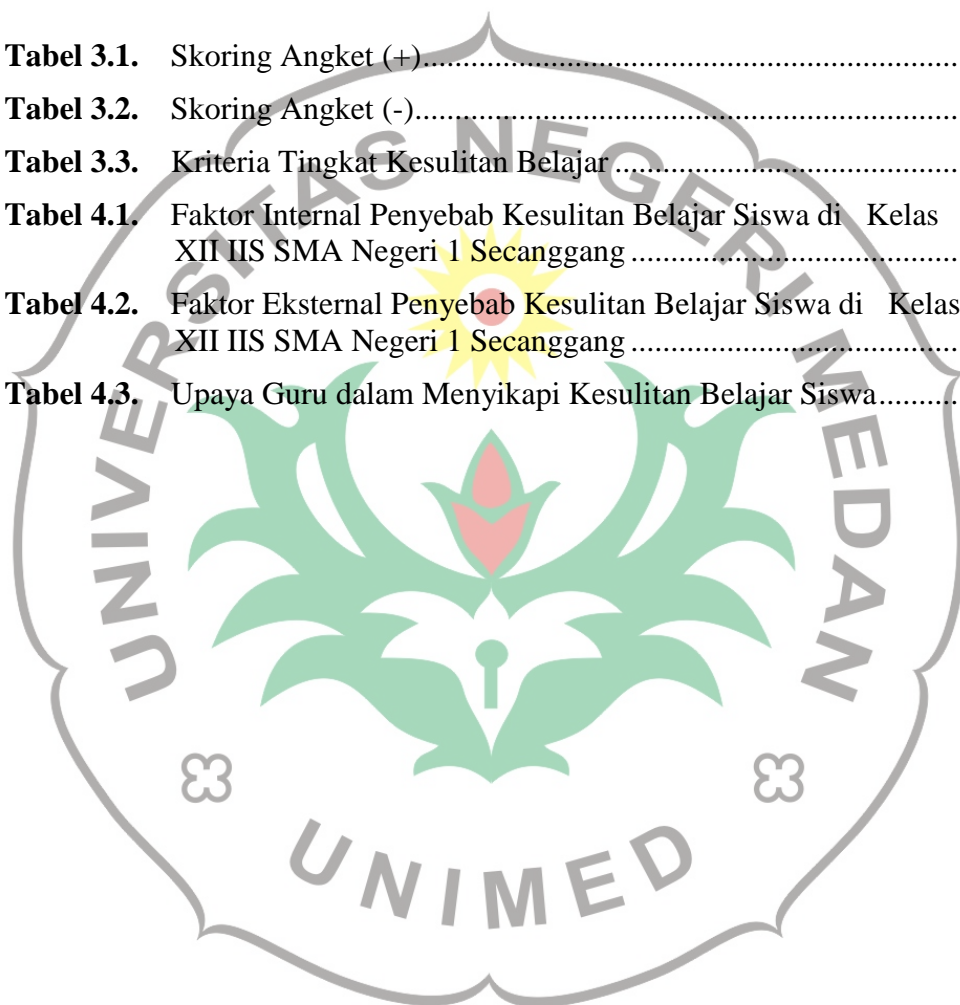 Tabel 3.1. Skoring Angket (+)..........................................................................
Tabel 3.2. Skoring Angket (-)...........................................................................
Tabel 3.3. Kriteria Tingkat Kesulitan Belajar ...............................................
Tabel 4.1. Faktor Internal Penyebab Kesulitan Belajar Siswa di Kelas
XII IIS SMA Negeri 1 Secanggang .............................................
Tabel 4.2. Faktor Eksternal Penyebab Kesulitan Belajar Siswa di Kelas
XII IIS SMA Negeri 1 Secanggang .............................................
Tabel 4.3. Upaya Guru dalam Menyikapi Kesulitan Belajar Siswa...........
UNIVERSITAS NEGERI MEDAN
UNIMED